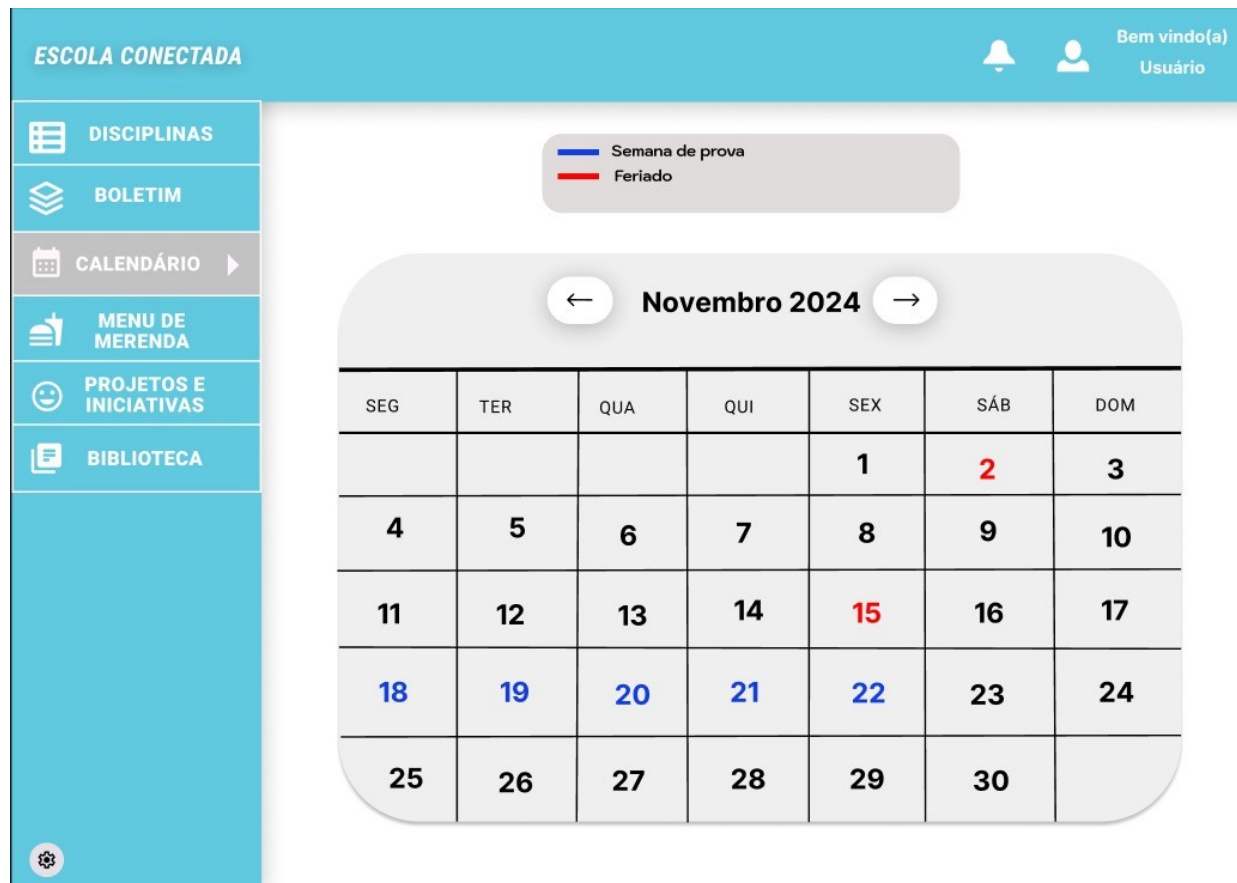 ESCOLA CONECTADA
Bem vindo(a)
Usuário
DISCIPLINAS
BOLETIM
CALENDÁRIO
MENU DE
MERENDA
PROJETOS E
INICIATIVAS
BIBLIOTECA
Semana de prova
Feriado
Novembro 2024
SEG TER QUA QUI SEX SÁB DOM
1 2 3
4 5 6 7 8 9 10
11 12 13 14 15 16 17
18 19 20 21 22 23 24
25 26 27 28 29 30